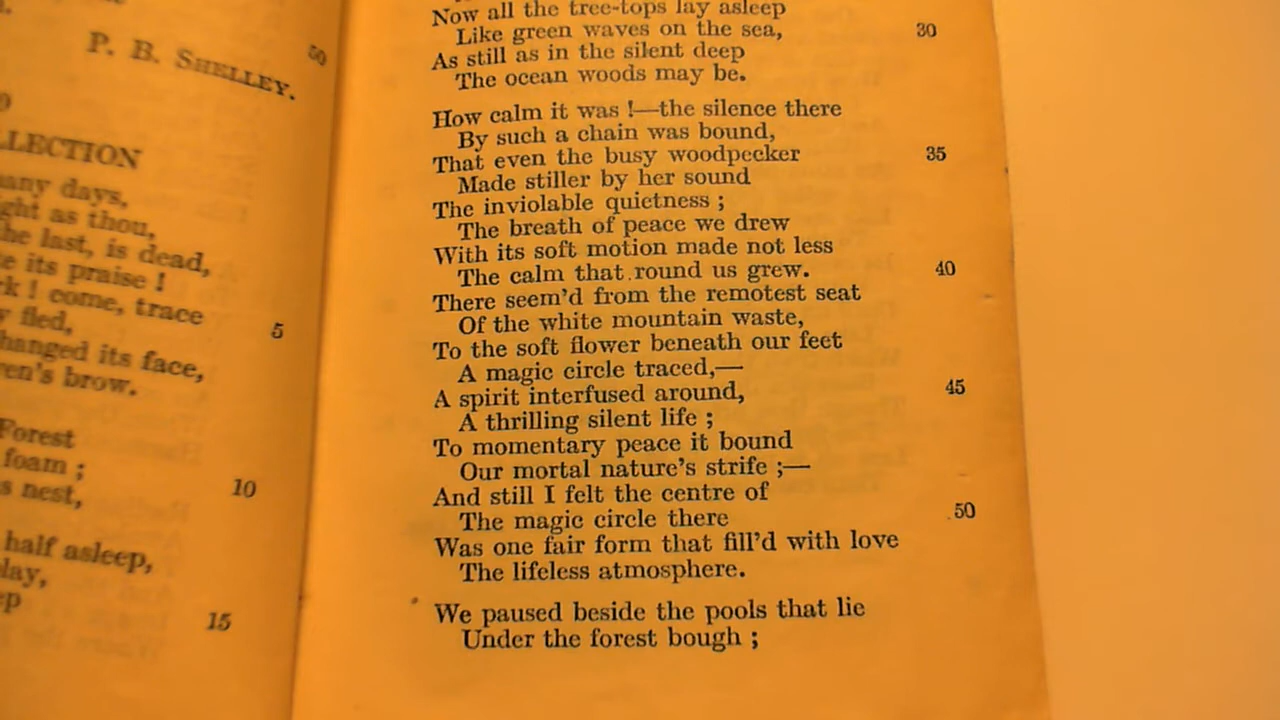 50
P. B. SHELLEY.
LLECTION
any days,
ght as thou,
he last, is dead,
e its praise !
k ! come, trace
fled,
5
hanged its face,
en's brow.
Forest
foam ;
s nest,
10
half asleep,
lay,
ep
15
Now all the tree-tops lay asleep
Like green waves on the sea,
30
As still as in the silent deep
The ocean woods may be.
How calm it was !—the silence there
By such a chain was bound,
That even the busy woodpecker
35
Made stiller by her sound
The inviolable quietness ;
The breath of peace we drew
With its soft motion made not less
The calm that round us grew.
40
There seem'd from the remotest seat
Of the white mountain waste,
To the soft flower beneath our feet
A magic circle traced,—
A spirit interfused around,
45
A thrilling silent life ;
To momentary peace it bound
Our mortal nature's strife ;—
And still I felt the centre of
The magic circle there
50
Was one fair form that fill'd with love
The lifeless atmosphere.
We paused beside the pools that lie
Under the forest bough ;